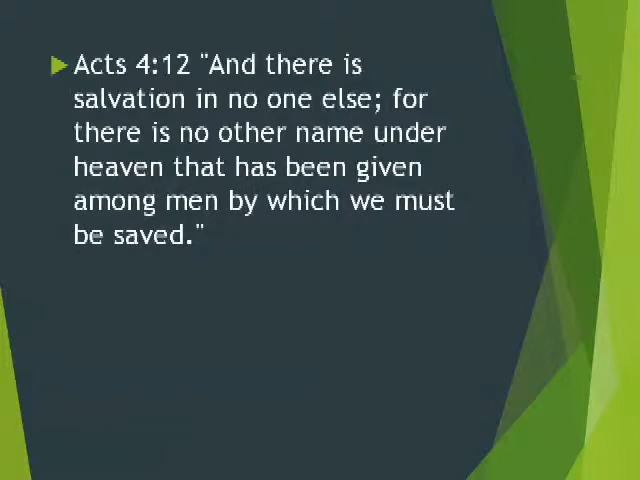 Acts 4:12 "And there is
salvation in no one else; for
there is no other name under
heaven that has been given
among men by which we must
be saved."